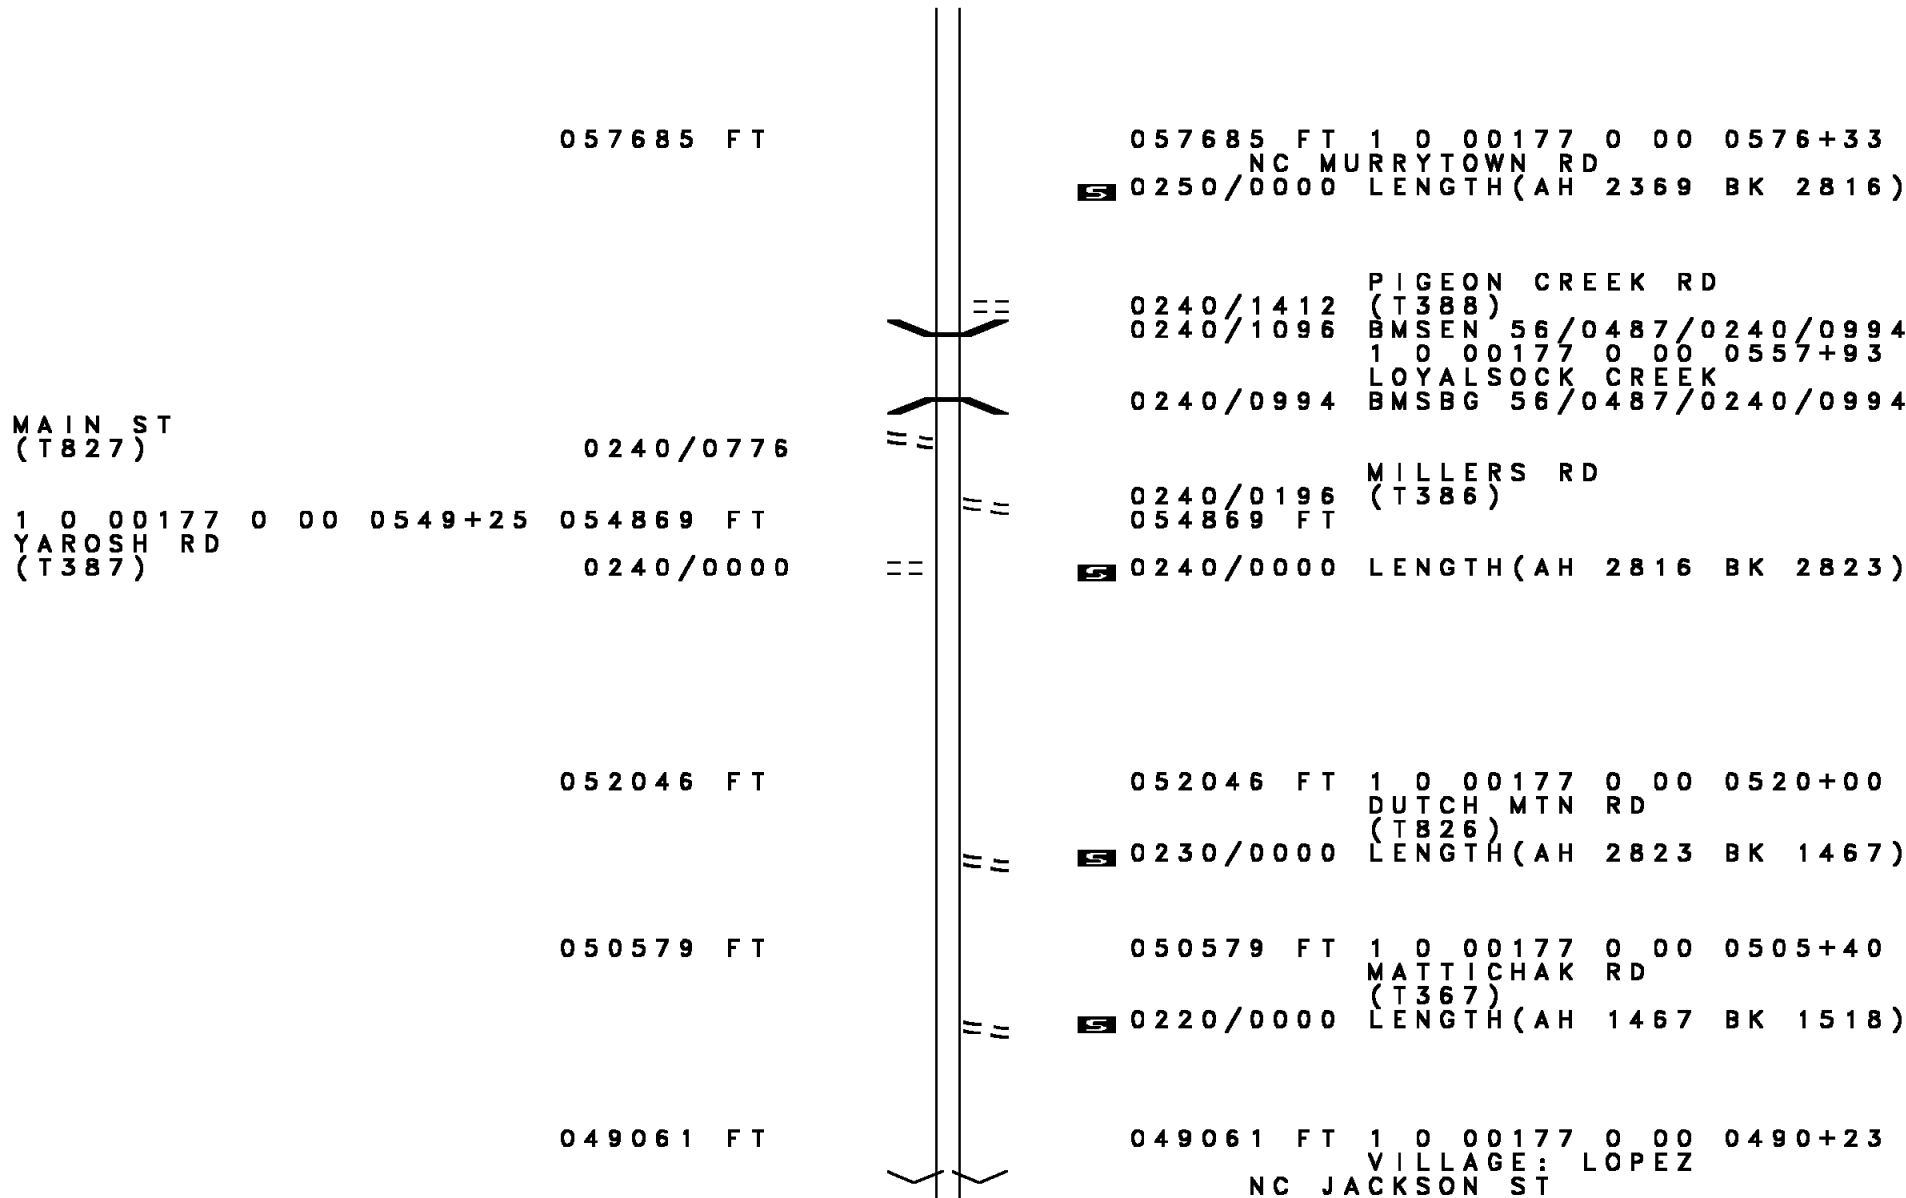 057685 FT 057685 FT 1 0 00177 0 00 0576+33
NC MURRYTOWN RD
S 0250/0000 LENGTH(AH 2369 BK 2816)
PIGEON CREEK RD
0240/1412 (T388)
0240/1096 BMSEN 56/0487/0240/0994
1 0 00177 0 00 0557+93
LOYALSOCK CREEK
0240/0994 BMSBG 56/0487/0240/0994
MAIN ST
(T827) 0240/0776
MILLERS RD
0240/0196 (T386)
1 0 00177 0 00 0549+25 054869 FT 054869 FT
YAROSH RD
(T387) 0240/0000 S 0240/0000 LENGTH(AH 2816 BK 2823)
052046 FT 052046 FT 1 0 00177 0 00 0520+00
DUTCH MTN RD
(T826)
S 0230/0000 LENGTH(AH 2823 BK 1467)
050579 FT 050579 FT 1 0 00177 0 00 0505+40
MATTICHAK RD
(T367)
S 0220/0000 LENGTH(AH 1467 BK 1518)
049061 FT 049061 FT 1 0 00177 0 00 0490+23
VILLAGE: LOPEZ
NC JACKSON ST